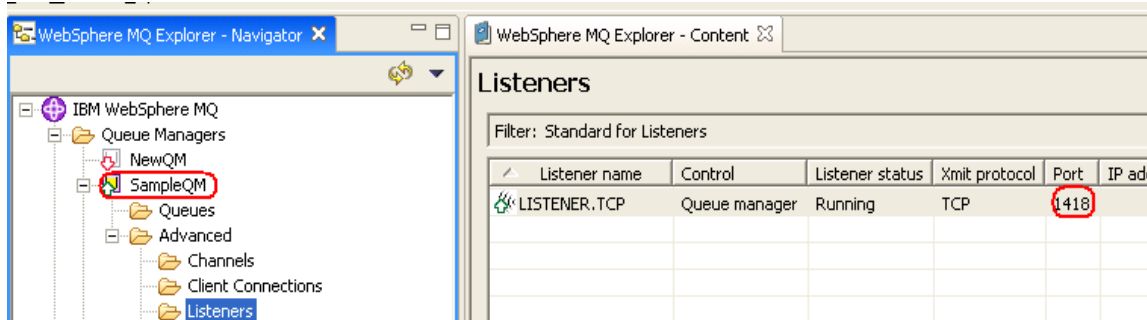 WebSphere MQ Explorer - Navigator
WebSphere MQ Explorer - Content
Listeners
IBM WebSphere MQ
Queue Managers
NewQM
SampleQM
Queues
Advanced
Channels
Client Connections
Listeners
Filter: Standard for Listeners
Listener name Control Listener status Xmit protocol Port IP ad
LISTENER.TCP Queue manager Running TCP 1418